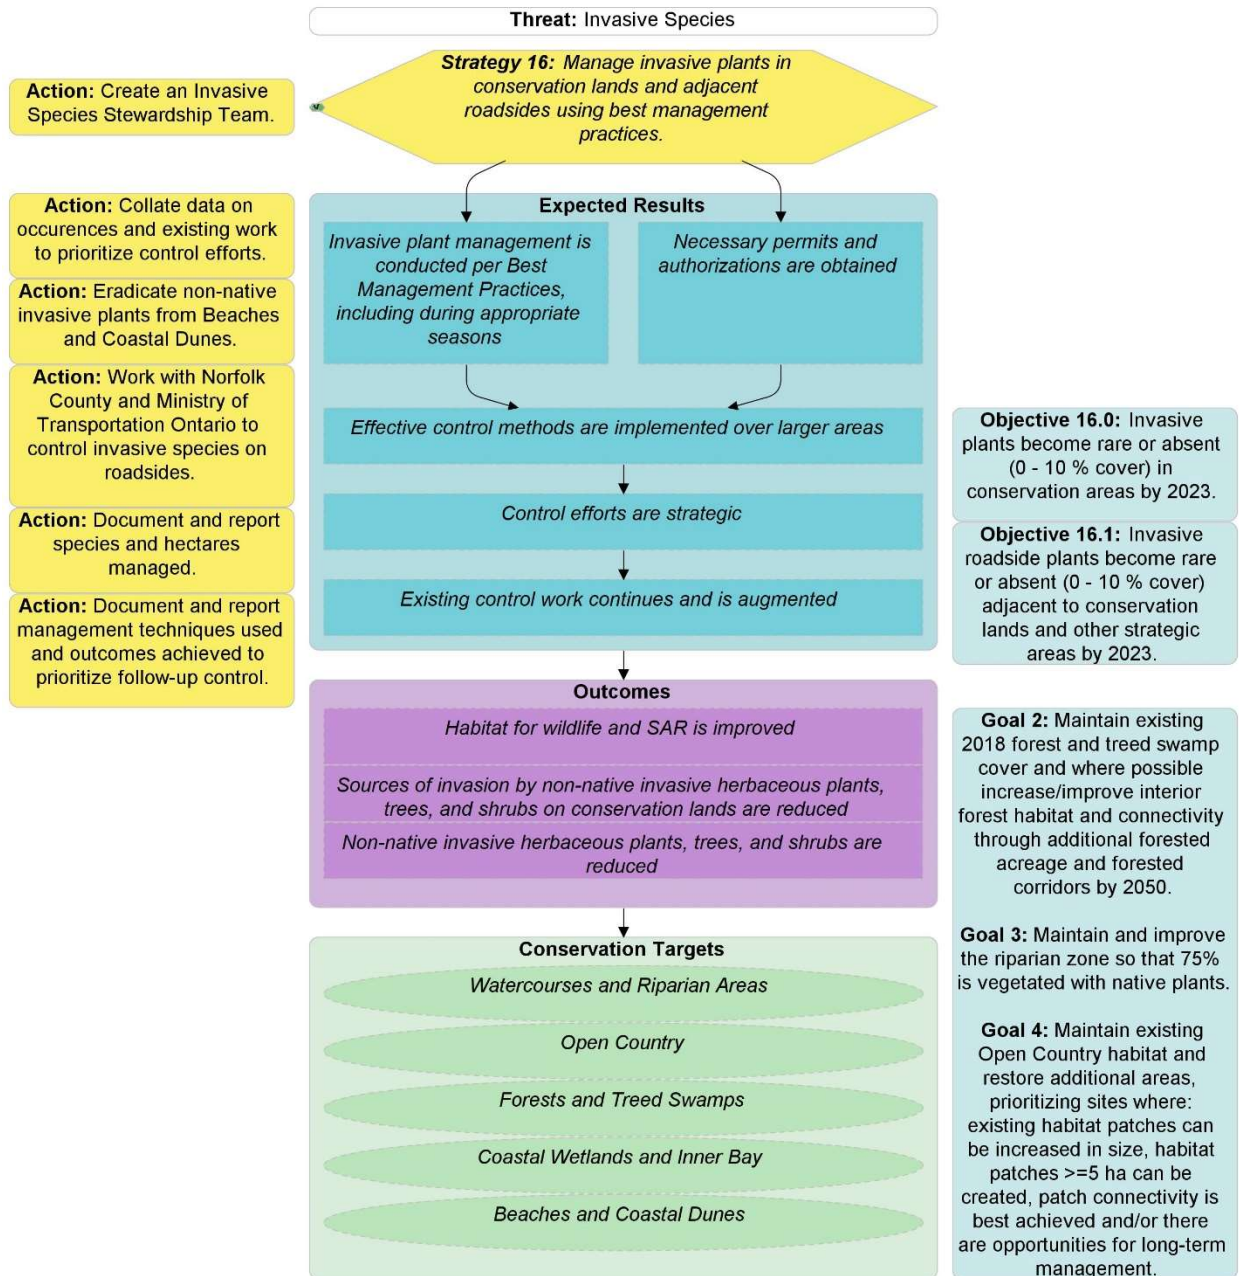 Threat: Invasive Species
Strategy 16: Manage invasive plants in
conservation lands and adjacent
roadsides using best management
practices.
Action: Create an Invasive
Species Stewardship Team.
Action: Collate data on
occurences and existing work
to prioritize control efforts.
Action: Eradicate non-native
invasive plants from Beaches
and Coastal Dunes.
Action: Work with Norfolk
County and Ministry of
Transportation Ontario to
control invasive species on
roadsides.
Action: Document and report
species and hectares
managed.
Action: Document and report
management techniques used
and outcomes achieved to
prioritize follow-up control.
Expected Results
Invasive plant management is
conducted per Best
Management Practices,
including during appropriate
seasons
Necessary permits and
authorizations are obtained
Effective control methods are implemented over larger areas
Control efforts are strategic
Existing control work continues and is augmented
Objective 16.0: Invasive
plants become rare or absent
(0 - 10 % cover) in
conservation areas by 2023.
Objective 16.1: Invasive
roadside plants become rare
or absent (0 - 10 % cover)
adjacent to conservation
lands and other strategic
areas by 2023.
Outcomes
Habitat for wildlife and SAR is improved
Sources of invasion by non-native invasive herbaceous plants,
trees, and shrubs on conservation lands are reduced
Non-native invasive herbaceous plants, trees, and shrubs are
reduced
Conservation Targets
Watercourses and Riparian Areas
Open Country
Forests and Treed Swamps
Coastal Wetlands and Inner Bay
Beaches and Coastal Dunes
Goal 2: Maintain existing
2018 forest and treed swamp
cover and where possible
increase/improve interior
forest habitat and connectivity
through additional forested
acreage and forested
corridors by 2050.
Goal 3: Maintain and improve
the riparian zone so that 75%
is vegetated with native plants.
Goal 4: Maintain existing
Open Country habitat and
restore additional areas,
prioritizing sites where:
existing habitat patches can
be increased in size, habitat
patches >=5 ha can be
created, patch connectivity is
best achieved and/or there
are opportunities for long-term
management.